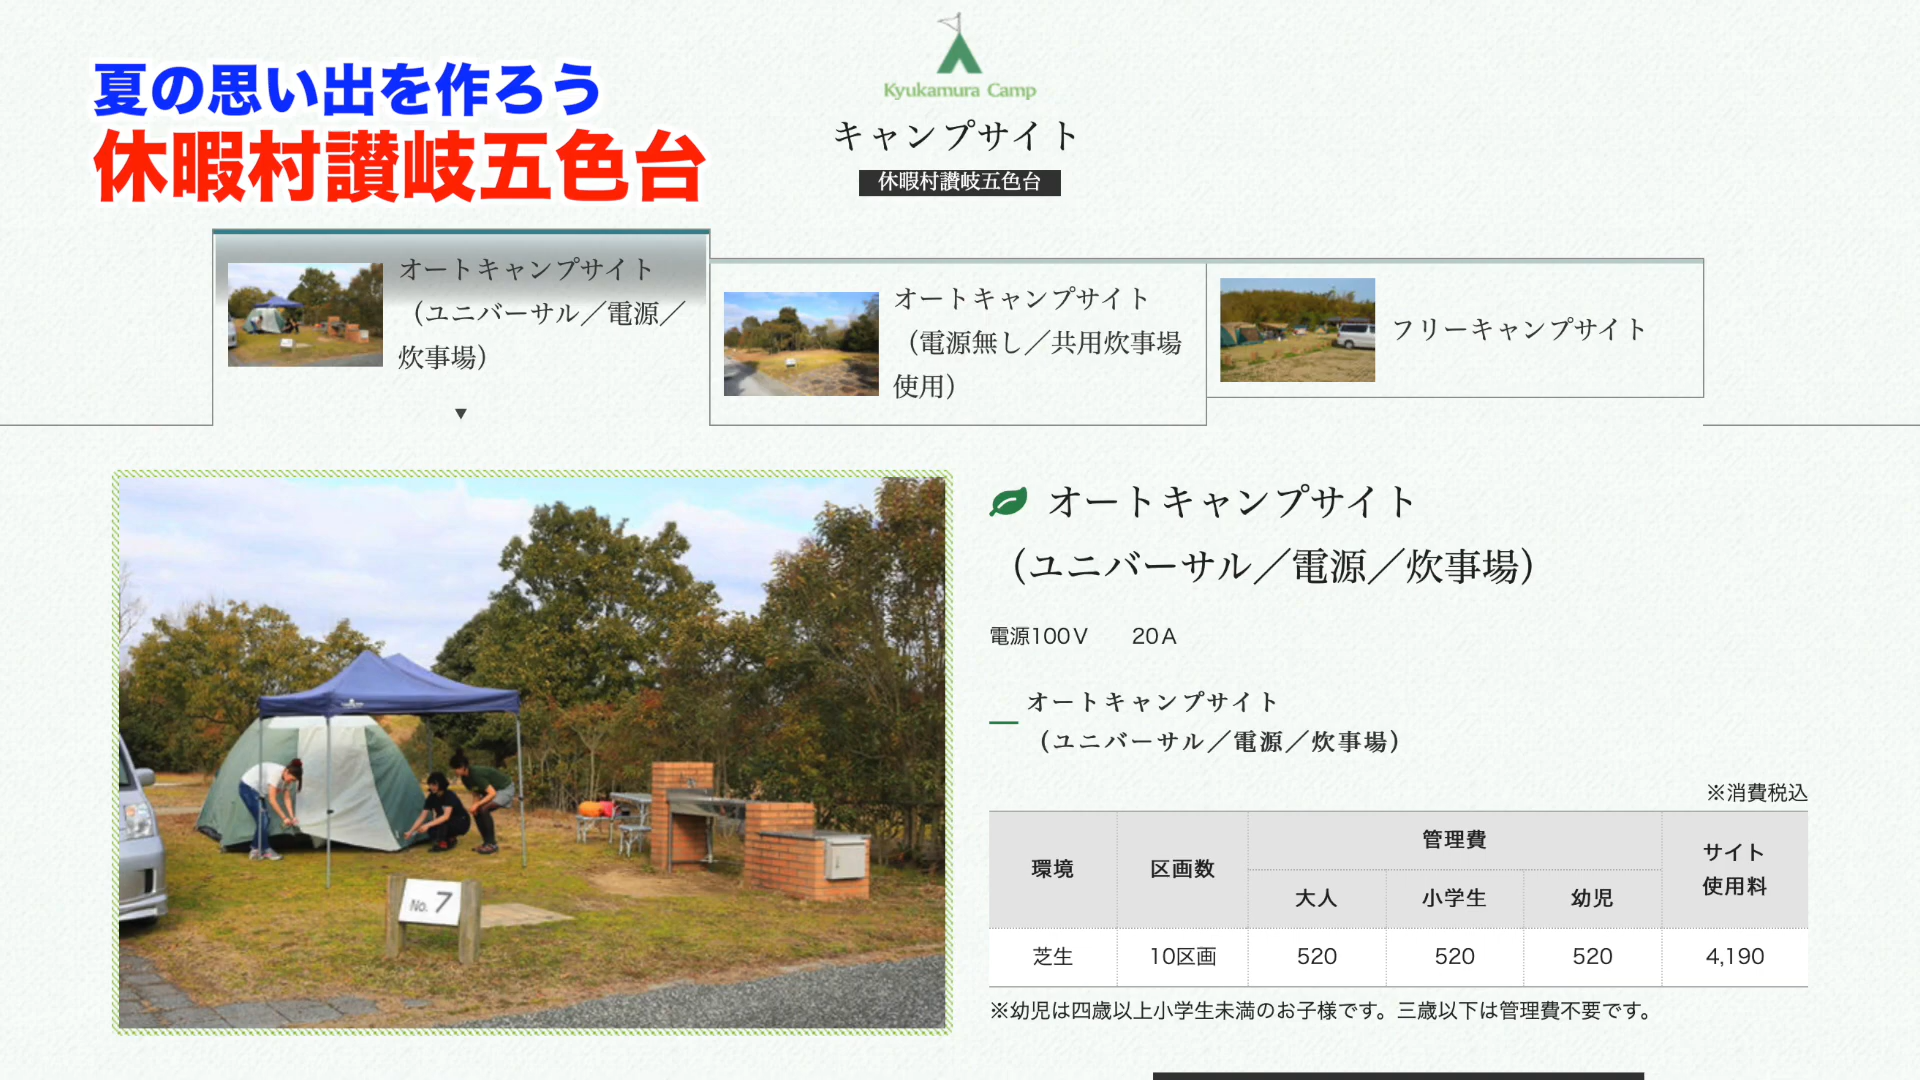 夏の思い出を作ろう
休暇村讃岐五色台
Kyukamura Camp
キャンプサイト
休暇村讃岐五色台
オートキャンプサイト
（ユニバーサル／電源／
炊事場）
▼
オートキャンプサイト
（電源無し／共用炊事場
使用）
フリーキャンプサイト
No. 7
オートキャンプサイト
（ユニバーサル／電源／炊事場）
電源100V　20A
オートキャンプサイト
（ユニバーサル／電源／炊事場）
※消費税込
環境 区画数 管理費 サイト
使用料
大人 小学生 幼児
芝生 10区画 520 520 520 4,190
※幼児は四歳以上小学生未満のお子様です。三歳以下は管理費不要です。